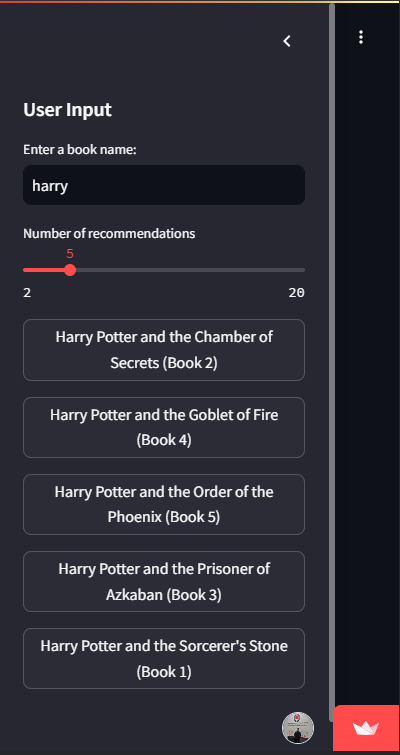 User Input
Enter a book name:
harry
Number of recommendations
5
2 20
Harry Potter and the Chamber of
Secrets (Book 2)
Harry Potter and the Goblet of Fire
(Book 4)
Harry Potter and the Order of the
Phoenix (Book 5)
Harry Potter and the Prisoner of
Azkaban (Book 3)
Harry Potter and the Sorcerer's Stone
(Book 1)